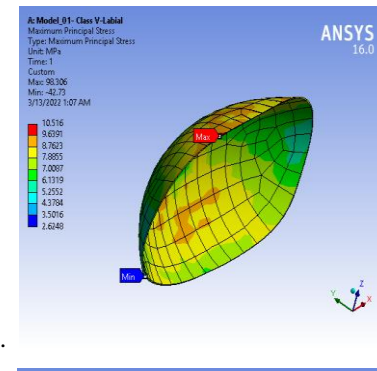 A: Model_01- Class V-Labial
Maximum Principal Stress
Type: Maximum Principal Stress
Unit: MPa
Time: 1
Custom
Max: 98.306
Min: -42.73
3/13/2022 1:07 AM
ANSYS
16.0
10.516
9.6391
8.7623
7.8855
7.0087
6.1319
5.2552
4.3784
3.5016
2.6248
Max
Min
Z
Y
X
.